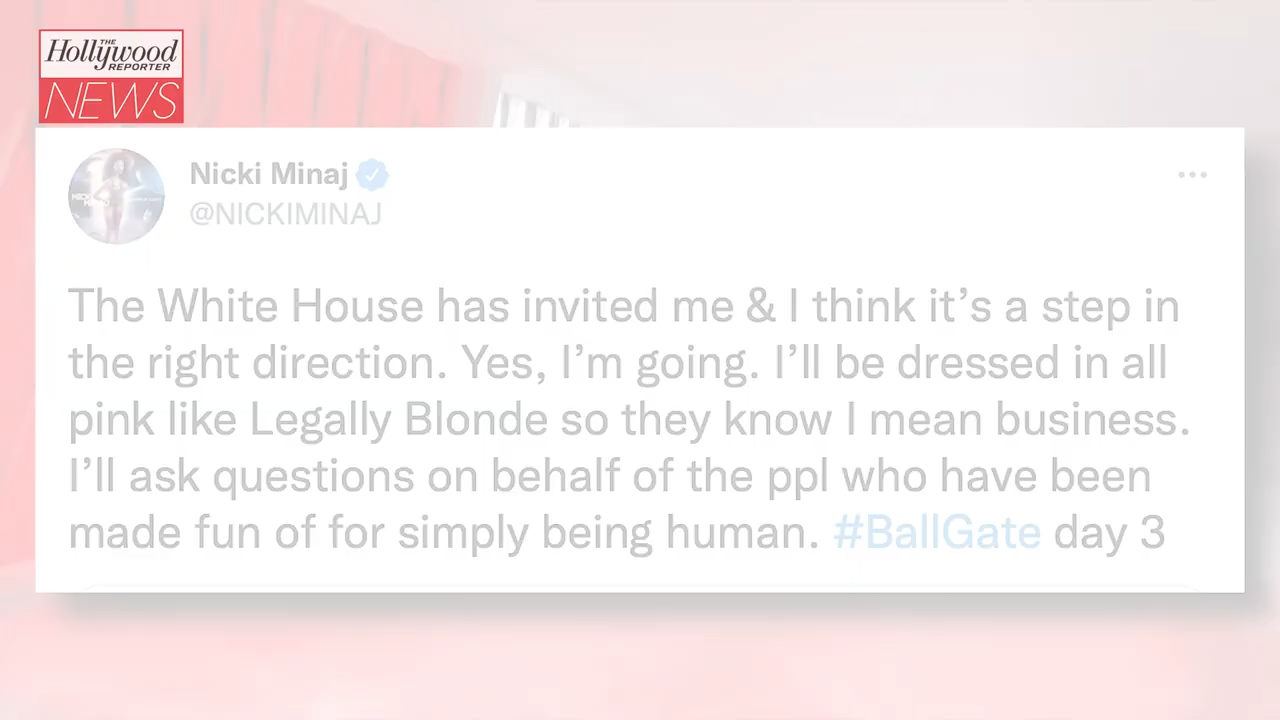 THE
Hollywood
REPORTER
NEWS
Nicki Minaj
@NICKIMINAJ
The White House has invited me & I think it’s a step in
the right direction. Yes, I’m going. I’ll be dressed in all
pink like Legally Blonde so they know I mean business.
I’ll ask questions on behalf of the ppl who have been
made fun of for simply being human. #BallGate day 3